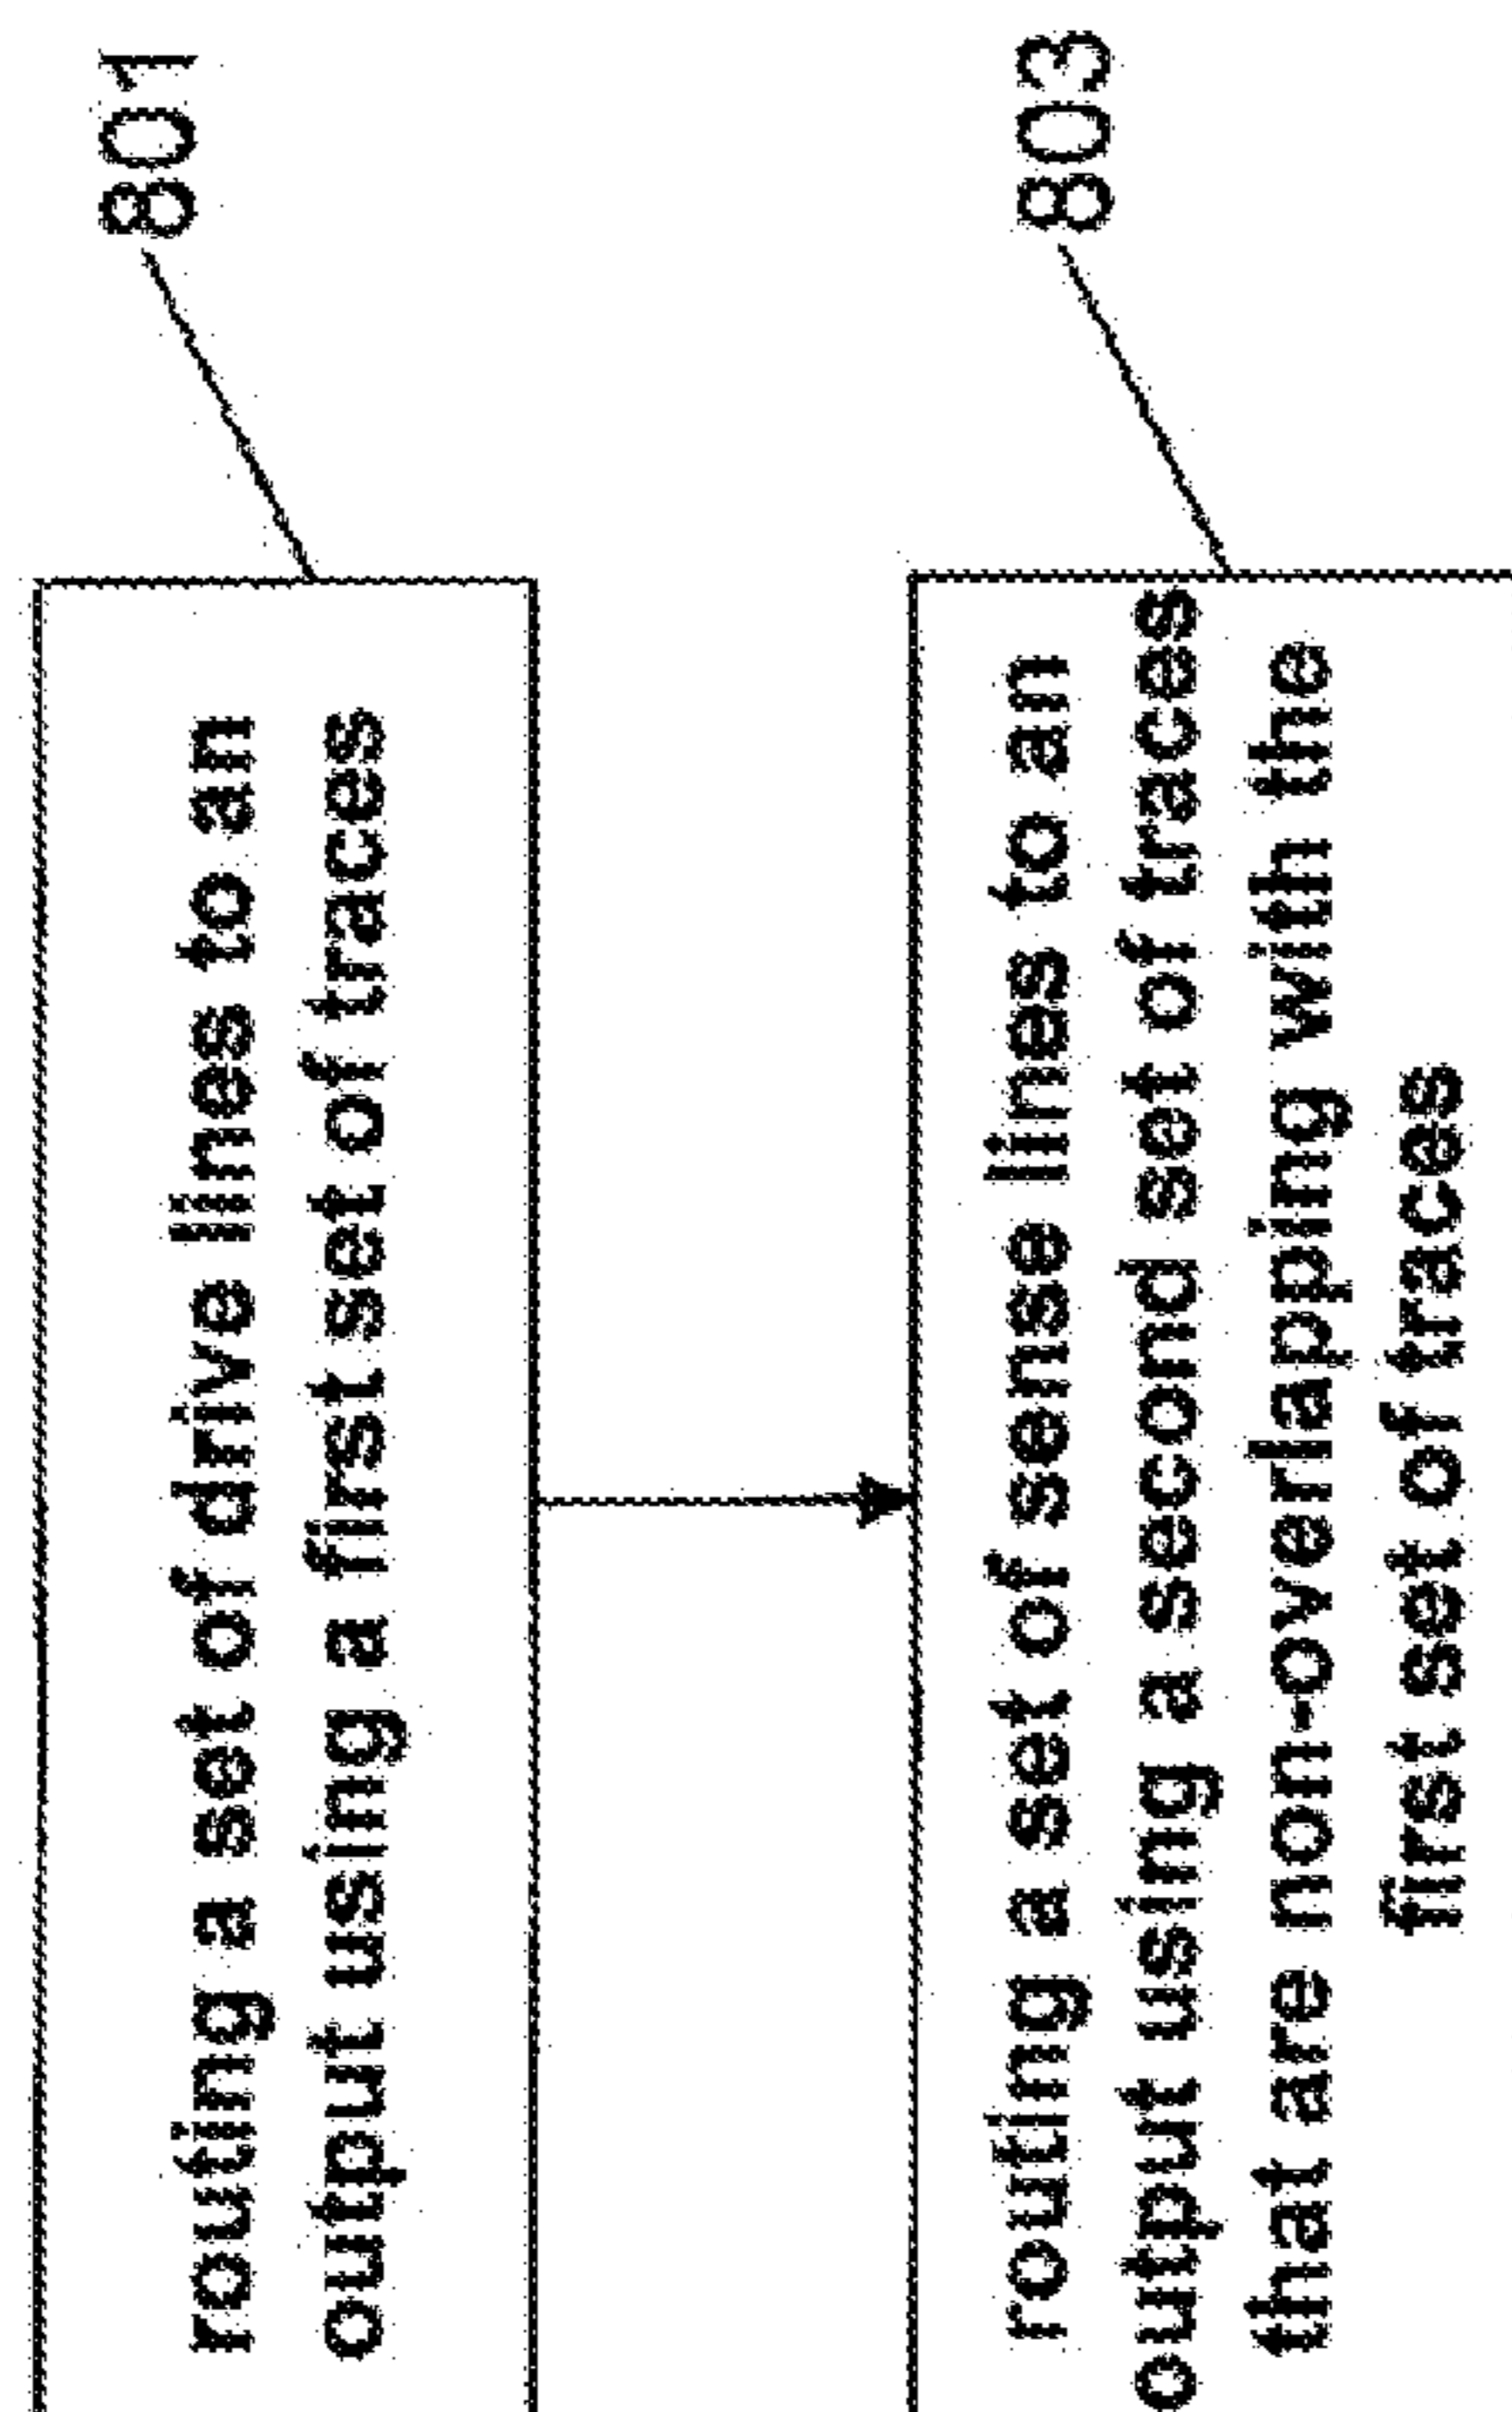 801
routing a set of drive lines to an
output using a first set of traces
803
routing a set of sense lines to an
output using a second set of traces
that are non-overlapping with the
first set of traces